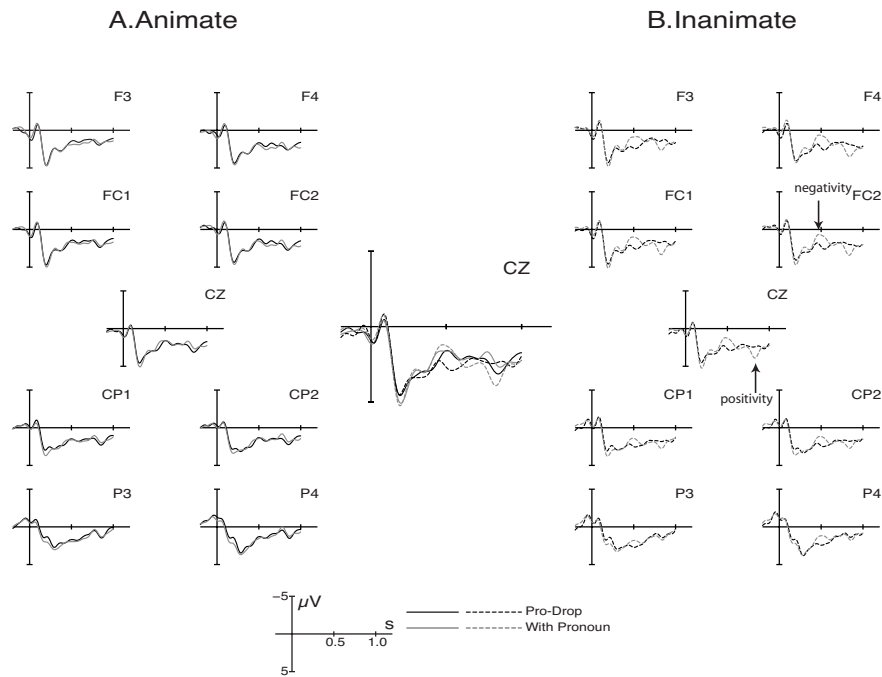 A.Animate
B.Inanimate
F3
F4
F3
F4
FC1
FC2
FC1
negativity
FC2
CZ
CZ
CZ
CP1
CP2
CP1
positivity
CP2
P3
P4
P3
P4
−5
µV
s
0.5
1.0
5
Pro-Drop
With Pronoun